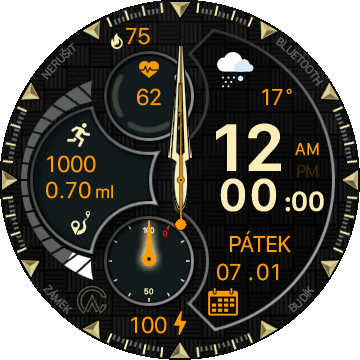 75
NERUŠIT
BLUETOOTH
62
17°
12 AM
PM
00 :00
1000
0.70 ml
100
50
PÁTEK
07 .01
ZÁMEK
BUDÍK
100